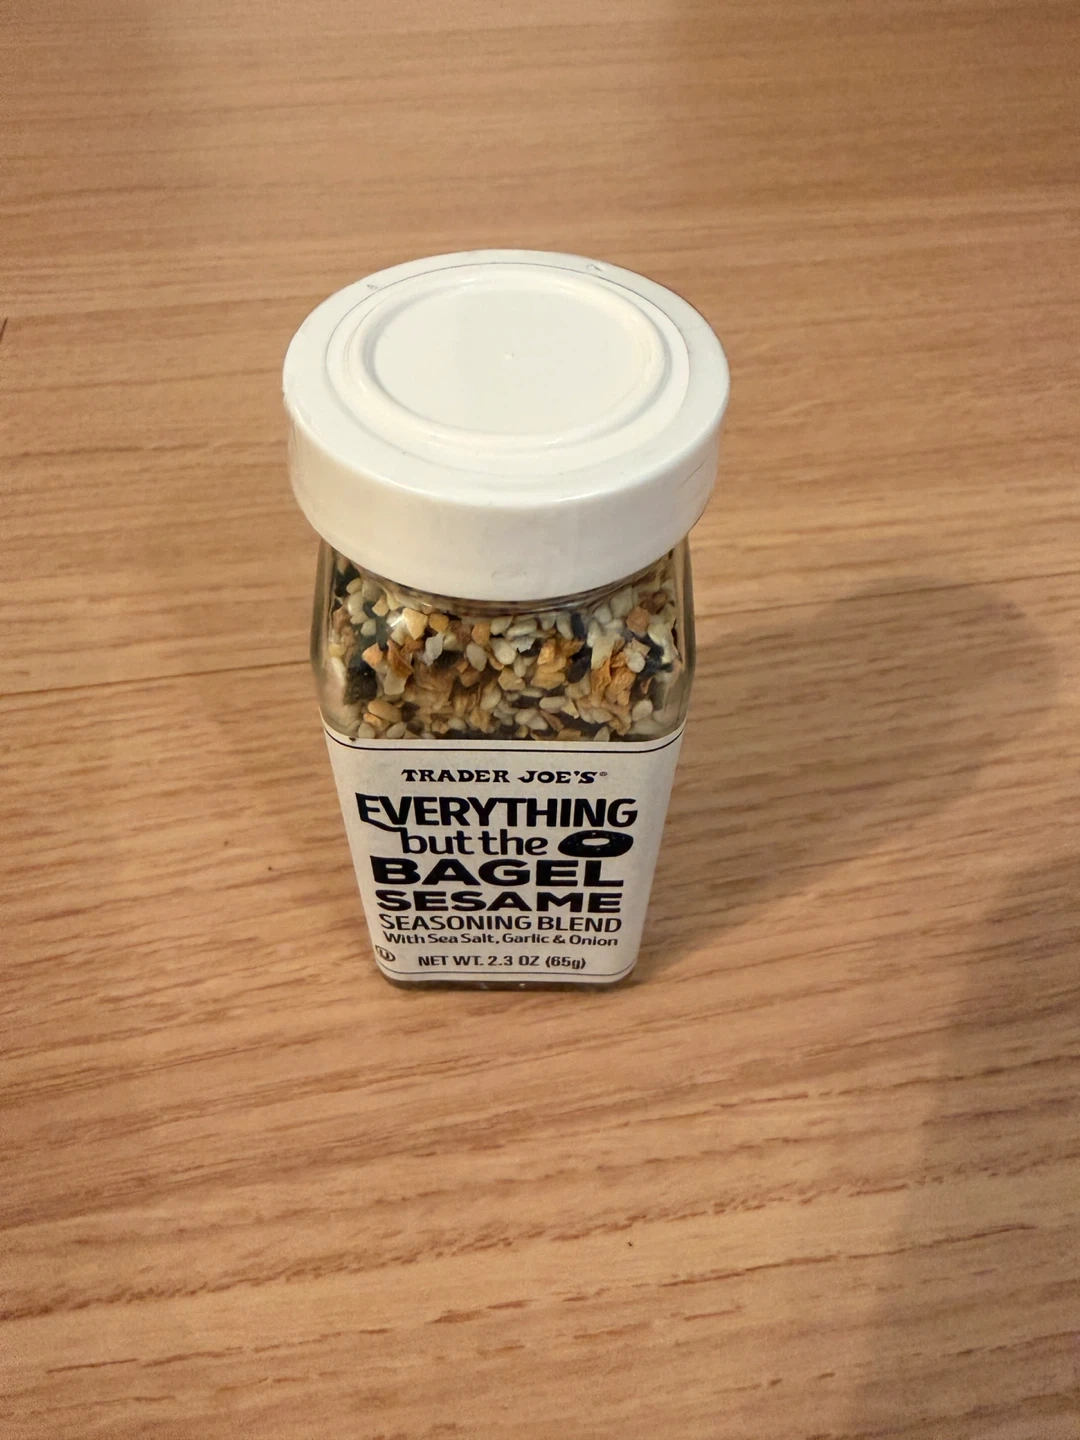 TRADER JOE'S®
EVERYTHING
but the
BAGEL
SESAME
SEASONING BLEND
With Sea Salt, Garlic & Onion
U
NET WT. 2.3 OZ (65g)